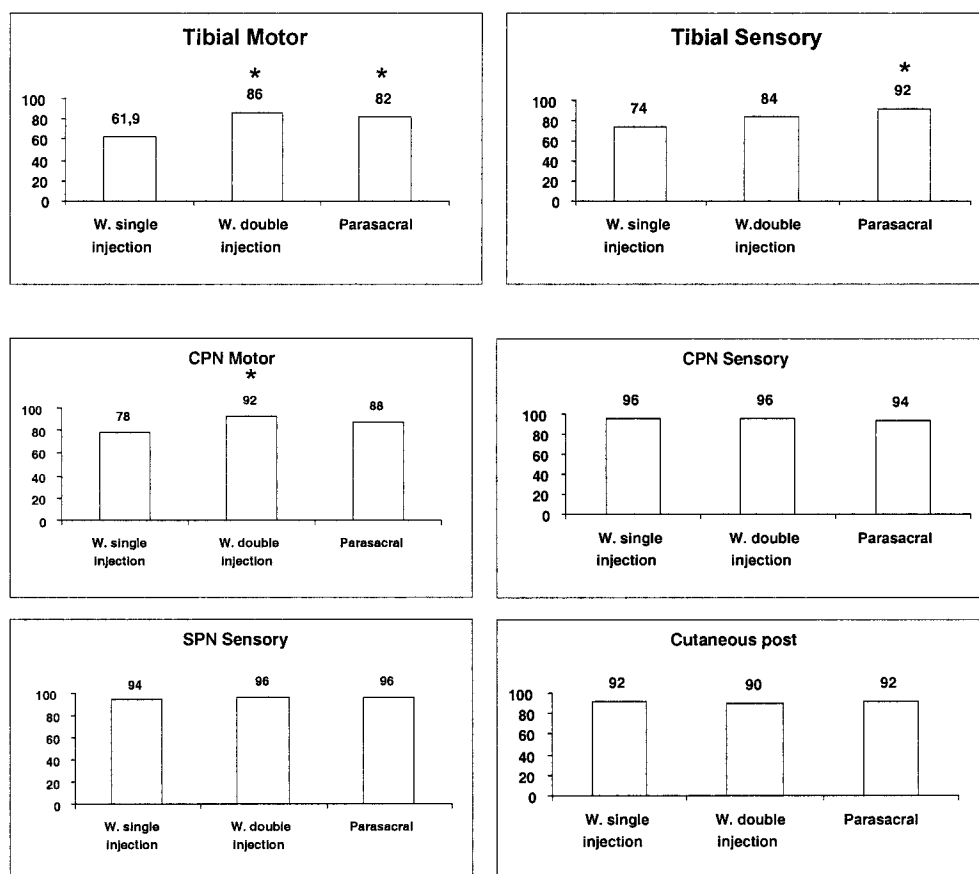 Tibial Motor
*
*
86
82
61,9
100
80
60
40
20
0
W. single injection
W. double injection
Parasacral
Tibial Sensory
*
92
84
74
100
80
60
40
20
0
W. single injection
W.double injection
Parasacral
CPN Motor
*
92
88
78
100
80
60
40
20
0
W. single injection
W. double injection
Parasacral
CPN Sensory
96
96
94
100
80
60
40
20
0
W. single injection
W. double injection
Parasacral
SPN Sensory
94
96
96
100
80
60
40
20
0
W. single injection
W. double injection
Parasacral
Cutaneous post
92
90
92
100
80
60
40
20
0
W. single injection
W. double injection
Parasacral